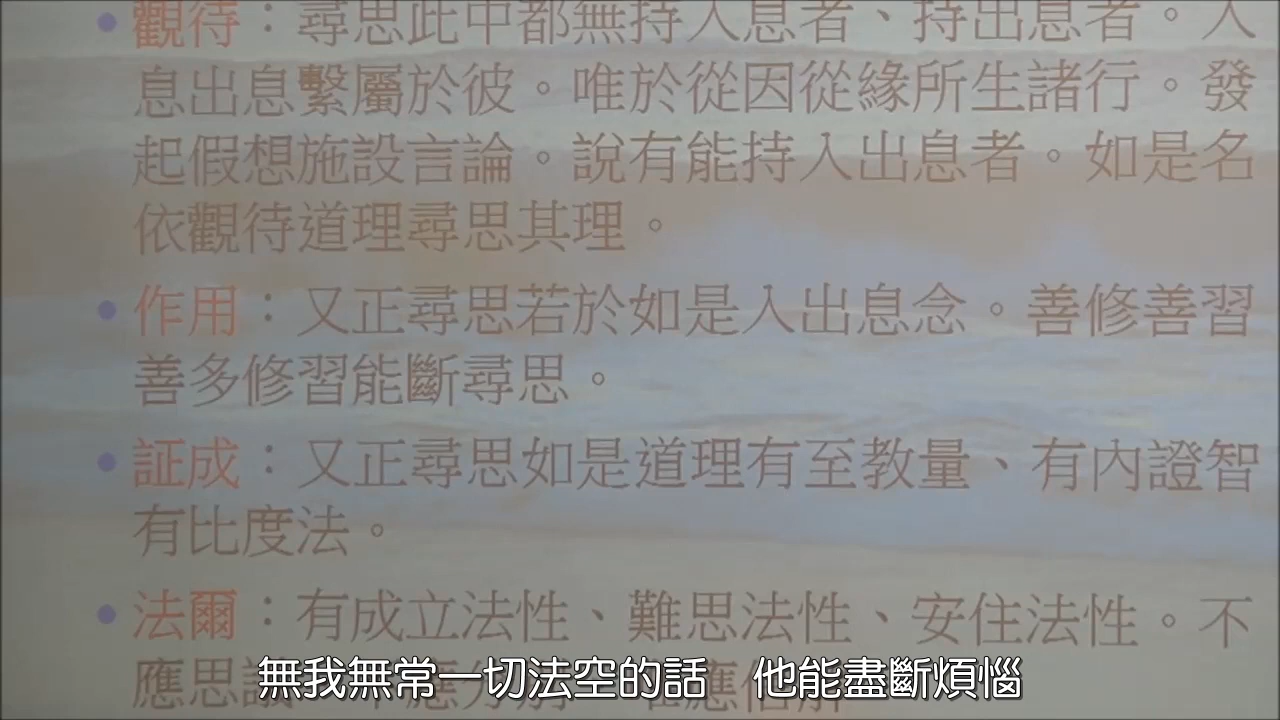 觀待：尋思此中都無持入息者、持出息者。入
息出息繫屬於彼。唯於從因從緣所生諸行。發
起假想施設言論。說有能持入出息者。如是名
依觀待道理尋思其理。
作用：又正尋思若於如是入出息念。善修善習
善多修習能斷尋思。
証成：又正尋思如是道理有至教量、有內證智
有比度法。
法爾：有成立法性、難思法性、安住法性。不
應思議
無我無常一切法空的話　他能盡斷煩惱